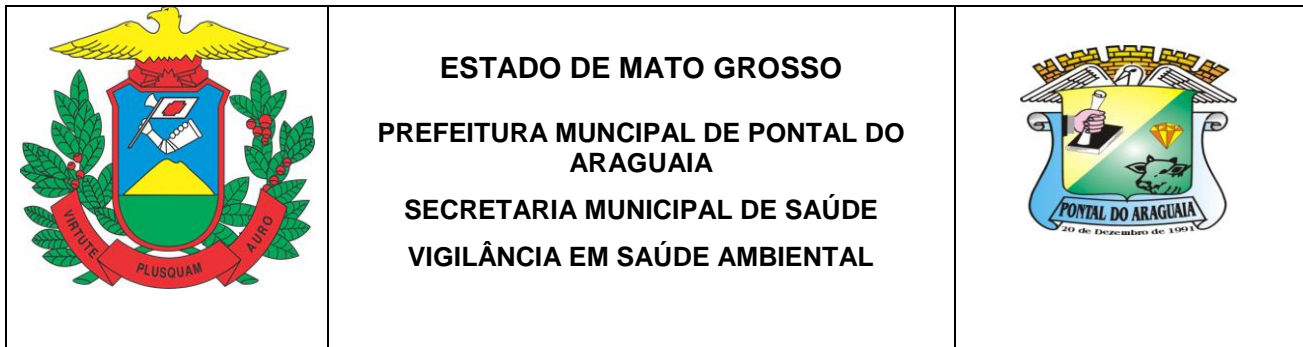 VIRTUTE
PLUSQUAM
AURO
ESTADO DE MATO GROSSO
PREFEITURA MUNCIPAL DE PONTAL DO
ARAGUAIA
SECRETARIA MUNICIPAL DE SAÚDE
VIGILÂNCIA EM SAÚDE AMBIENTAL
PONTAL DO ARAGUAIA
20 de Dezembro de 1991